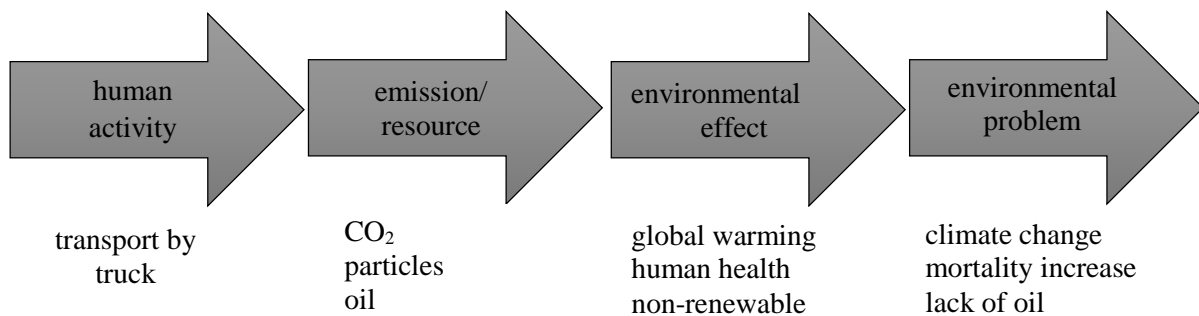 human
activity
emission/
resource
environmental
effect
environmental
problem
transport by
truck
CO₂
particles
oil
global warming
human health
non-renewable
climate change
mortality increase
lack of oil